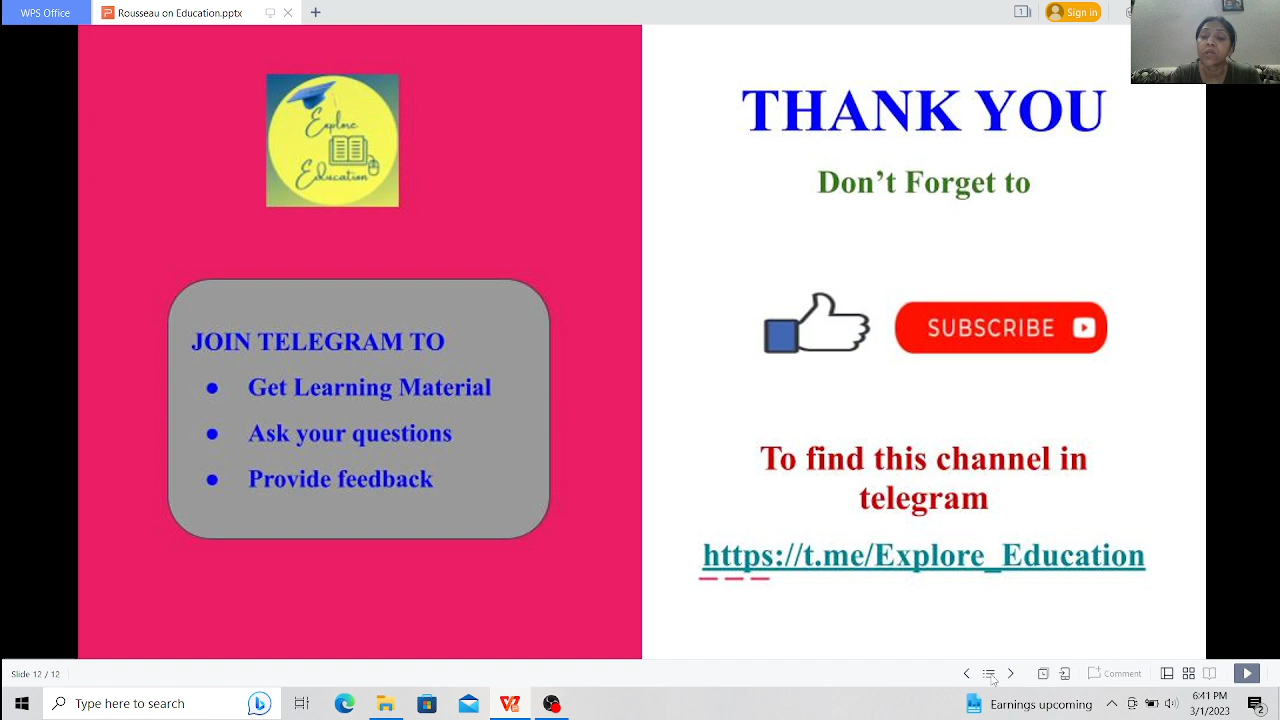 WPS Office
Rousseau on Education.pptx
1
Sign in
Explore
Education
JOIN TELEGRAM TO
● Get Learning Material
● Ask your questions
● Provide feedback
THANK YOU
Don’t Forget to
SUBSCRIBE
To find this channel in
telegram
https://t.me/Explore_Education
Slide 12 / 12
Comment
Type here to search
Earnings upcoming
6:41 PM
3/1/2023
2